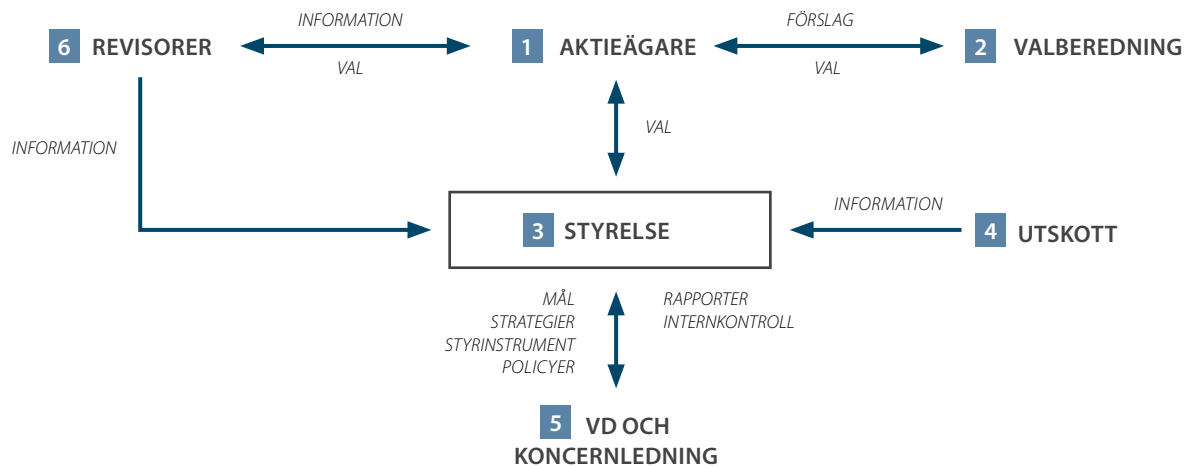 INFORMATION
FÖRSLAG
6 REVISORER
1 AKTIEÄGARE
2 VALBEREDNING
VAL
VAL
VAL
INFORMATION
INFORMATION
3 STYRELSE
4 UTSKOTT
MÅL
STRATEGIER
STYRINSTRUMENT
POLICYER
RAPPORTER
INTERNKONTROLL
5 VD OCH
KONCERNLEDNING